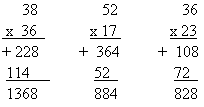 38 52 36
x 36 x 17 x 23
+ 228 + 364 + 108
114 52 72
1368 884 828